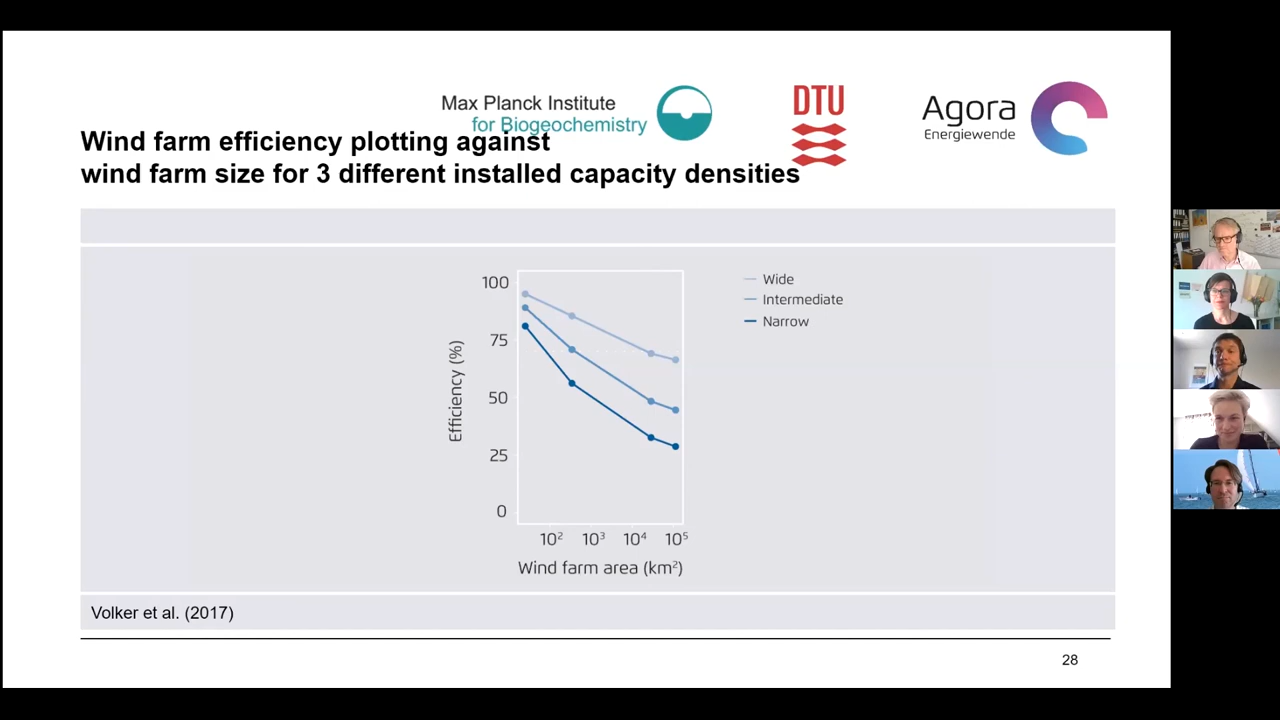 Max Planck Institute
for Biogeochemistry
DTU
Agora
Energiewende
Wind farm efficiency plotting against
wind farm size for 3 different installed capacity densities
100
75
50
25
0
Efficiency (%)
10² 10³ 10⁴ 10⁵
Wind farm area (km²)
Wide
Intermediate
Narrow
Volker et al. (2017)
28